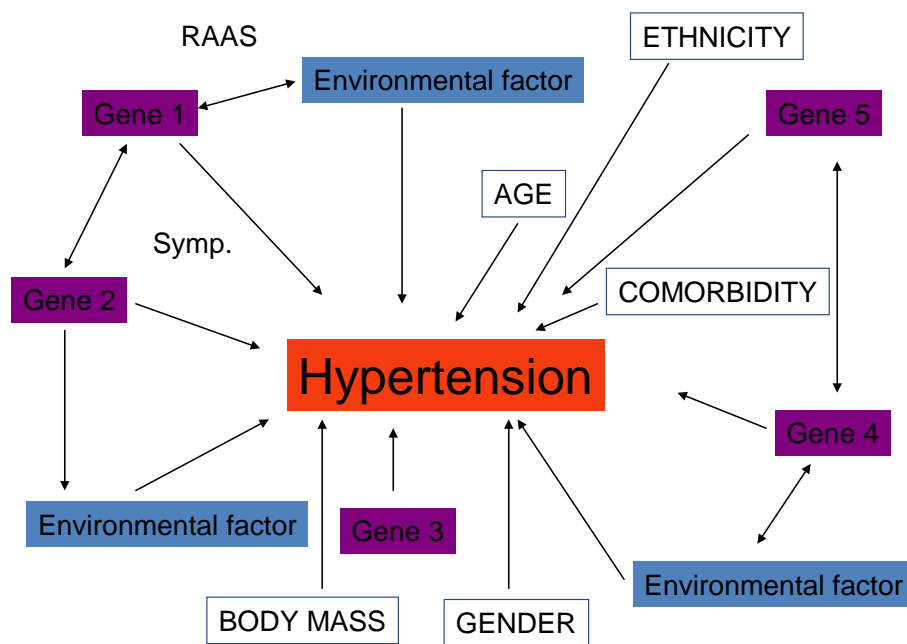 RAAS
ETHNICITY
Environmental factor
Gene 1
Gene 5
AGE
Symp.
Gene 2
COMORBIDITY
Hypertension
Gene 4
Environmental factor
Gene 3
Environmental factor
BODY MASS
GENDER